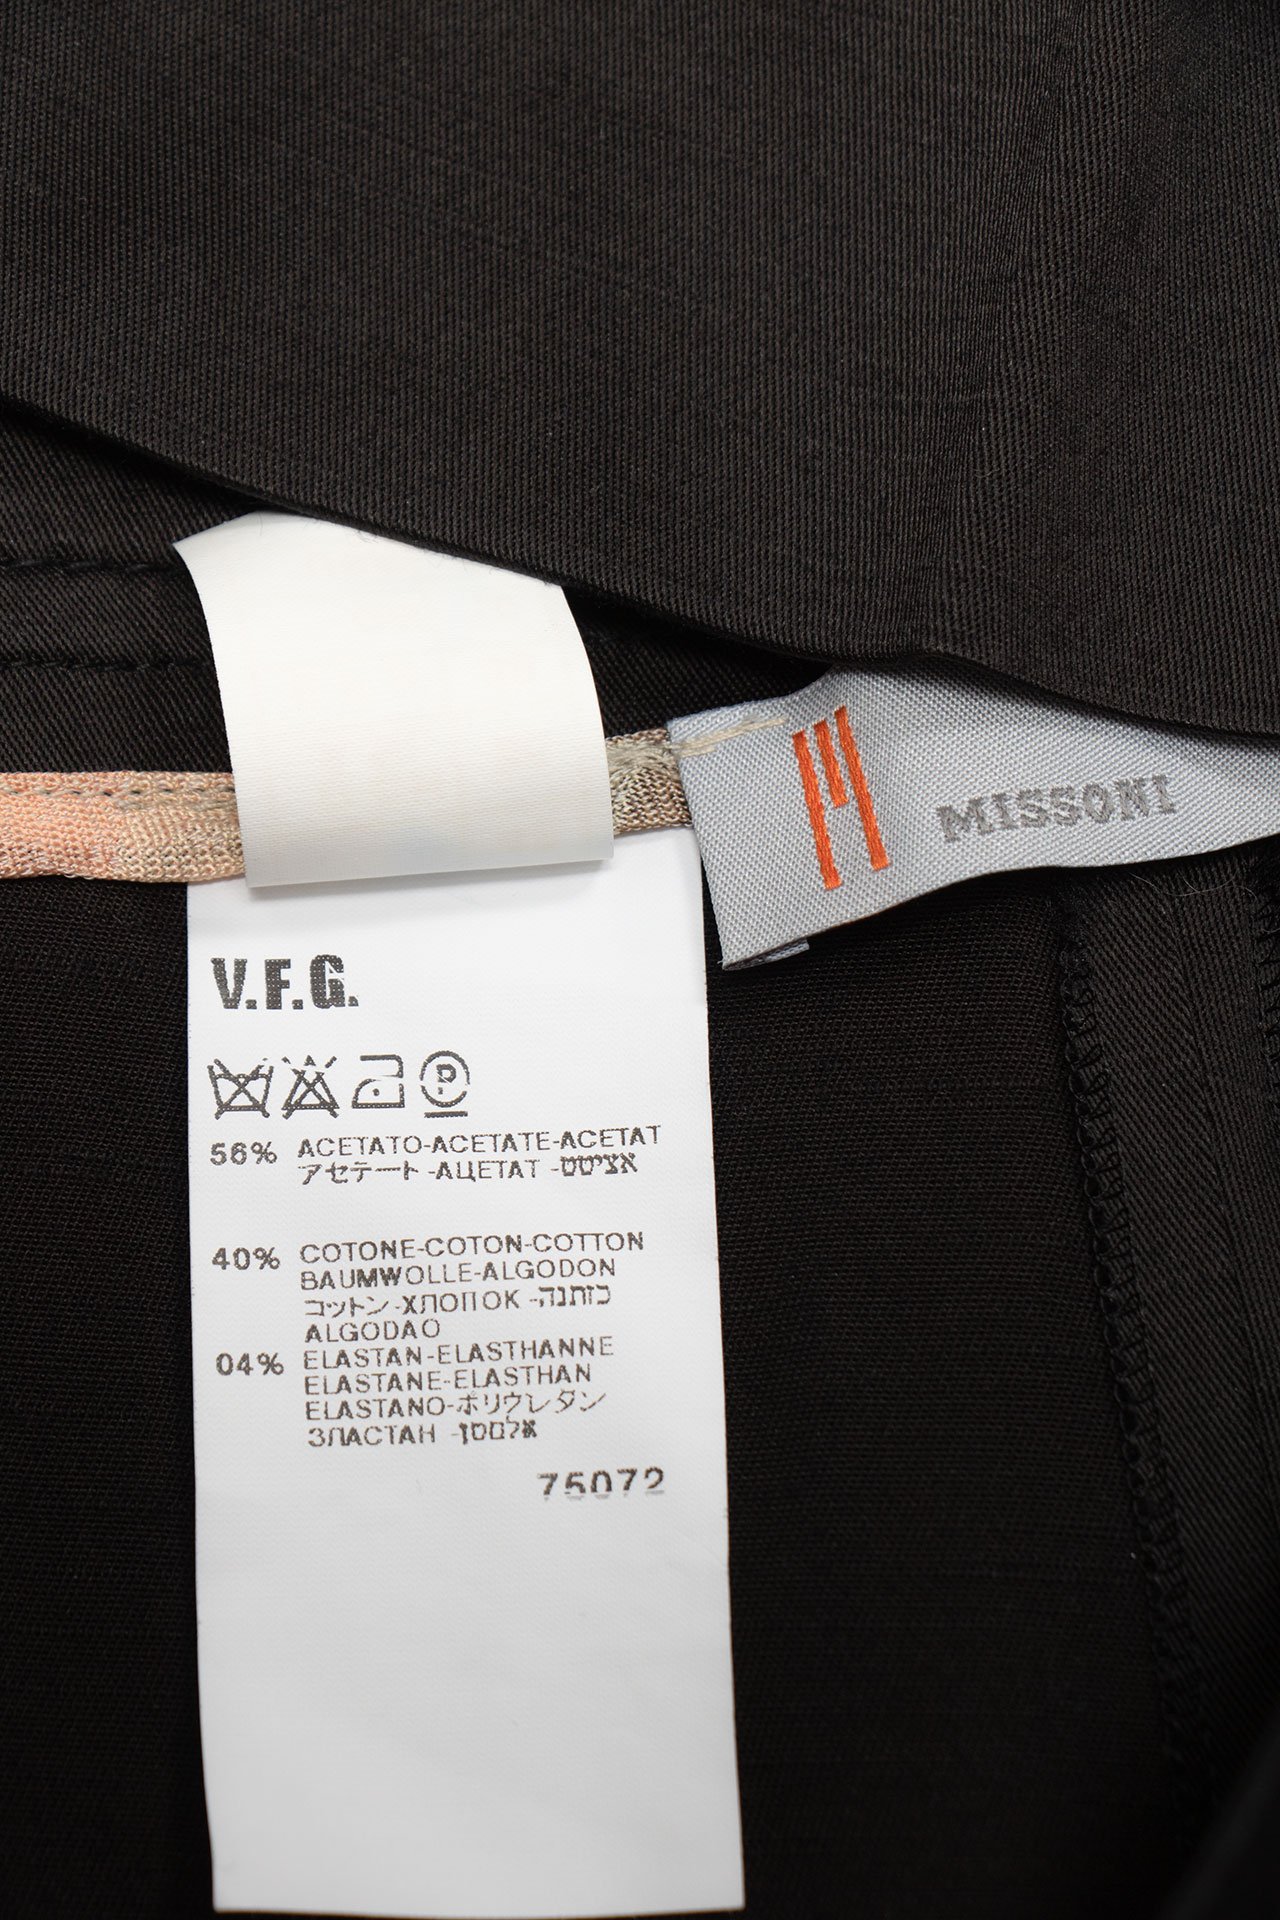 MISSONI
V.F.G.
P
56% ACETATO-ACETATE-ACETAT
アセテート-АЦЕТАТ-אציטט
40% COTONE-COTON-COTTON
BAUMWOLLE-ALGODON
コットン-ХЛОПОК-כותנה
ALGODAO
04% ELASTAN-ELASTHANNE
ELASTANE-ELASTHAN
ELASTANO-ポリウレタン
ЗЛАСТАН-אלסטן
75072